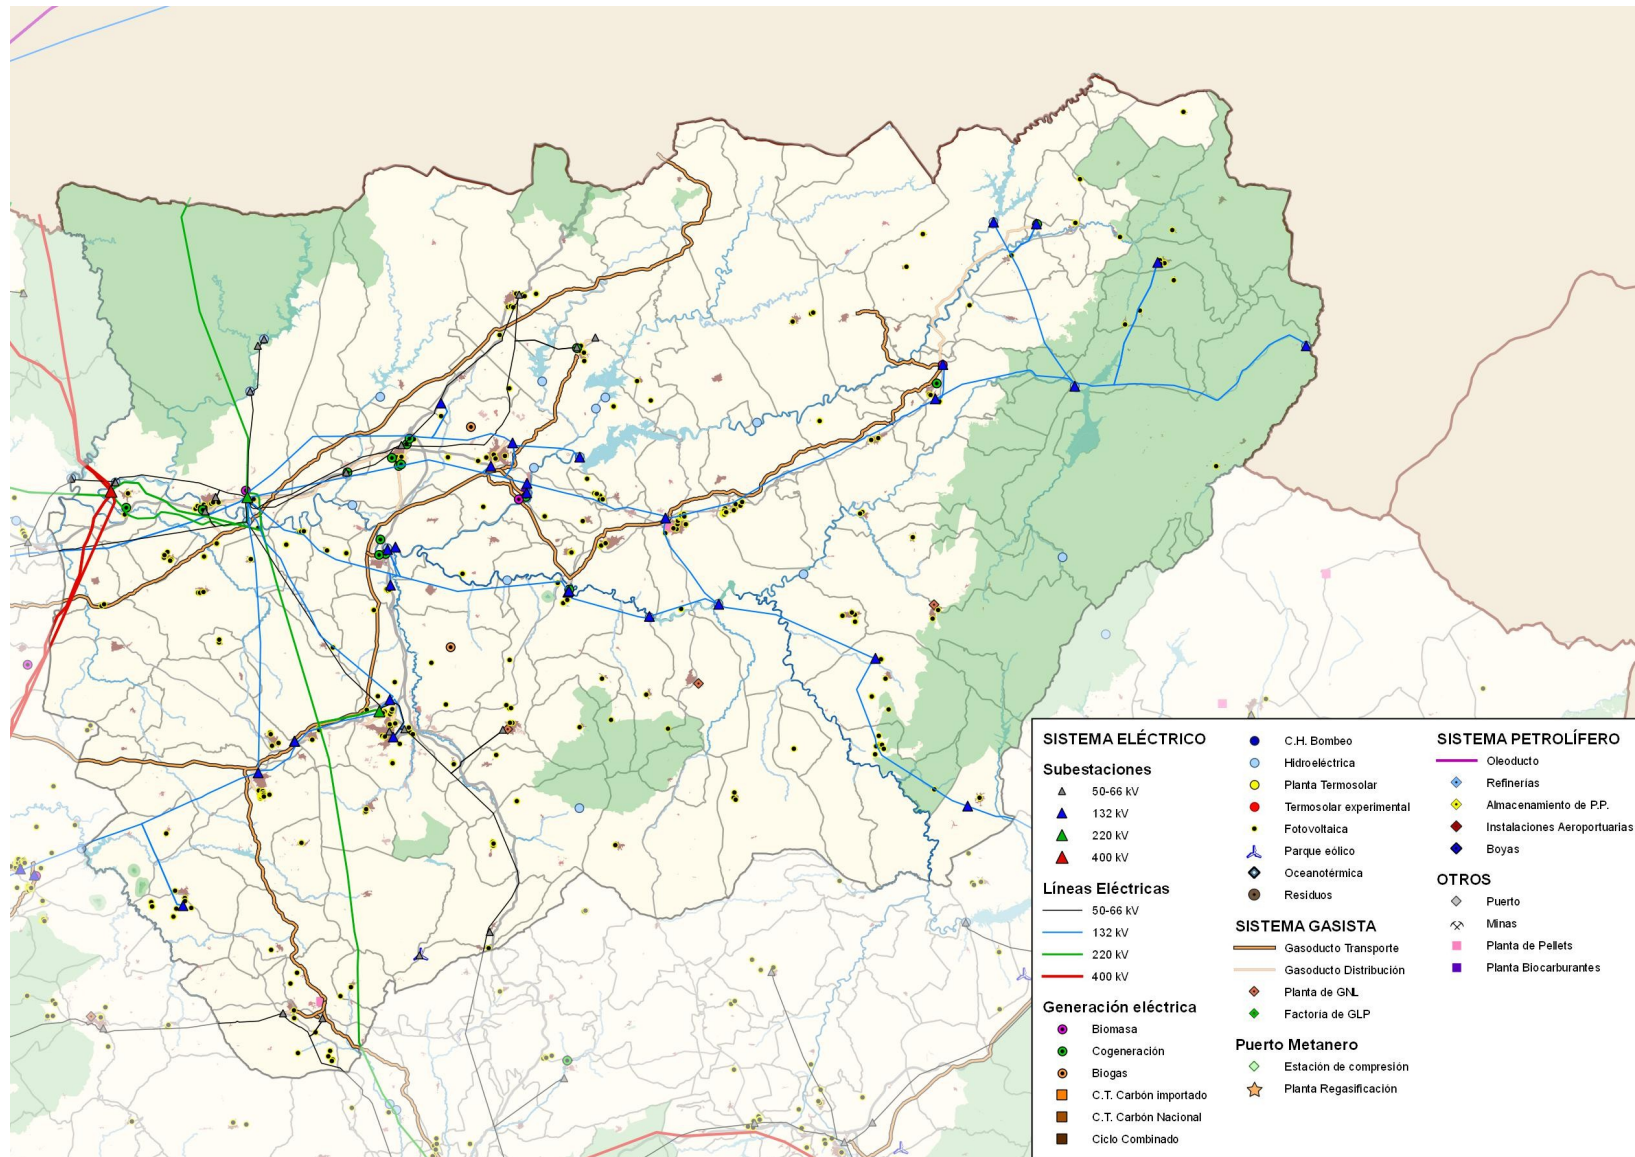 SISTEMA ELÉCTRICO
Subestaciones
50-66 kV
132 kV
220 kV
400 kV
Líneas Eléctricas
50-66 kV
132 kV
220 kV
400 kV
Generación eléctrica
Biomasa
Cogeneración
Biogas
C.T. Carbón importado
C.T. Carbón Nacional
Ciclo Combinado
C.H. Bombeo
Hidroeléctrica
Planta Termosolar
Termosolar experimental
Fotovoltaica
Parque eólico
Oceanotérmica
Residuos
SISTEMA GASISTA
Gasoducto Transporte
Gasoducto Distribución
Planta de GNL
Factoría de GLP
Puerto Metanero
Estación de compresión
Planta Regasificación
SISTEMA PETROLÍFERO
Oleoducto
Refinerías
Almacenamiento de P.P.
Instalaciones Aeroportuarias
Boyas
OTROS
Puerto
Minas
Planta de Pellets
Planta Biocarburantes